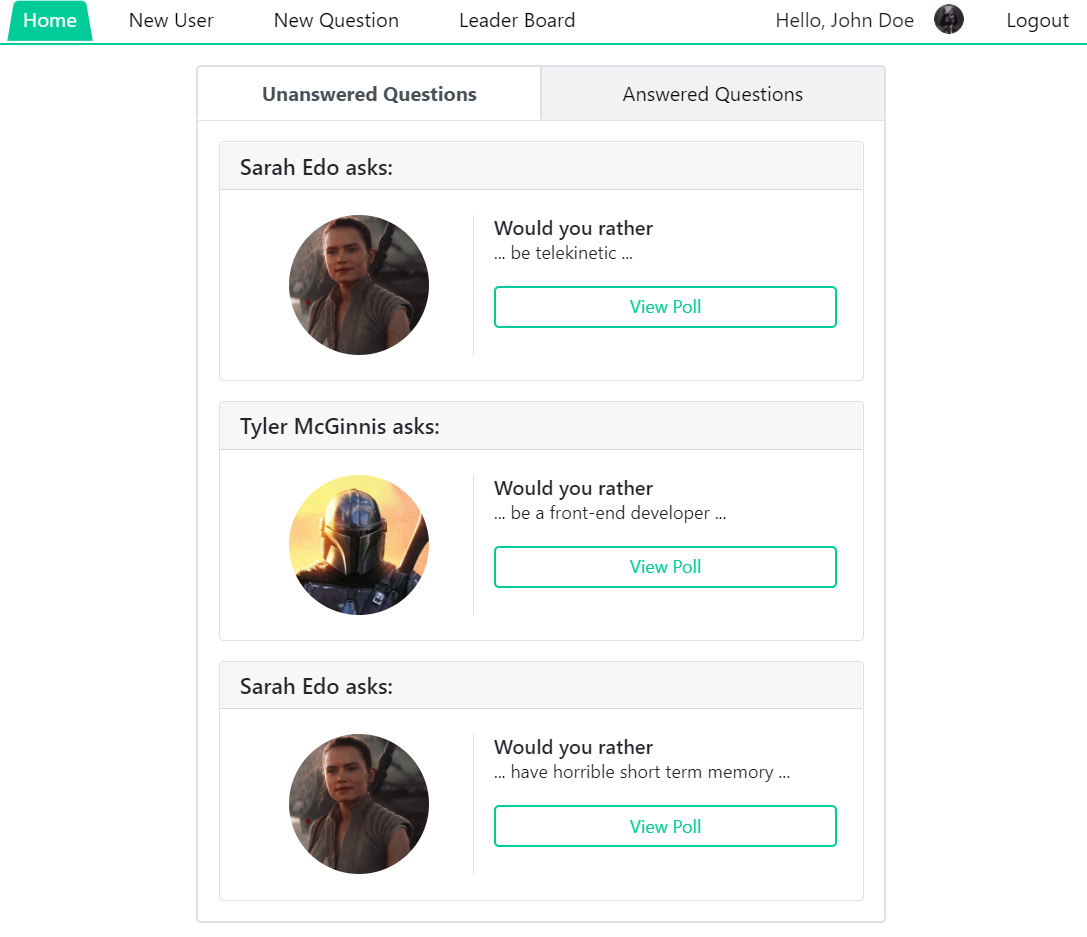 Home New User New Question Leader Board Hello, John Doe Logout
Unanswered Questions Answered Questions
Sarah Edo asks:
Would you rather
... be telekinetic ...
View Poll
Tyler McGinnis asks:
Would you rather
... be a front-end developer ...
View Poll
Sarah Edo asks:
Would you rather
... have horrible short term memory ...
View Poll